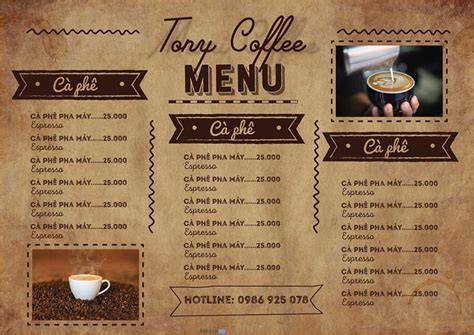 Tony Coffee
MENU
Cà phê
CÀ PHÊ PHA MÁY......25.000
Espresso
CÀ PHÊ PHA MÁY......25.000
Espresso
CÀ PHÊ PHA MÁY......25.000
Espresso
CÀ PHÊ PHA MÁY......25.000
Espresso
CÀ PHÊ PHA MÁY......25.000
Espresso
CÀ PHÊ PHA MÁY......25.000
Espresso
Cà phê
CÀ PHÊ PHA MÁY......25.000
Espresso
CÀ PHÊ PHA MÁY......25.000
Espresso
CÀ PHÊ PHA MÁY......25.000
Espresso
CÀ PHÊ PHA MÁY......25.000
Espresso
CÀ PHÊ PHA MÁY......25.000
Espresso
CÀ PHÊ PHA MÁY......25.000
Espresso
HOTLINE: 0986 925 078
Cà phê
CÀ PHÊ PHA MÁY......25.000
Espresso
CÀ PHÊ PHA MÁY......25.000
Espresso
CÀ PHÊ PHA MÁY......25.000
Espresso
CÀ PHÊ PHA MÁY......25.000
Espresso
CÀ PHÊ PHA MÁY......25.000
Espresso
CÀ PHÊ PHA MÁY......25.000
Espresso